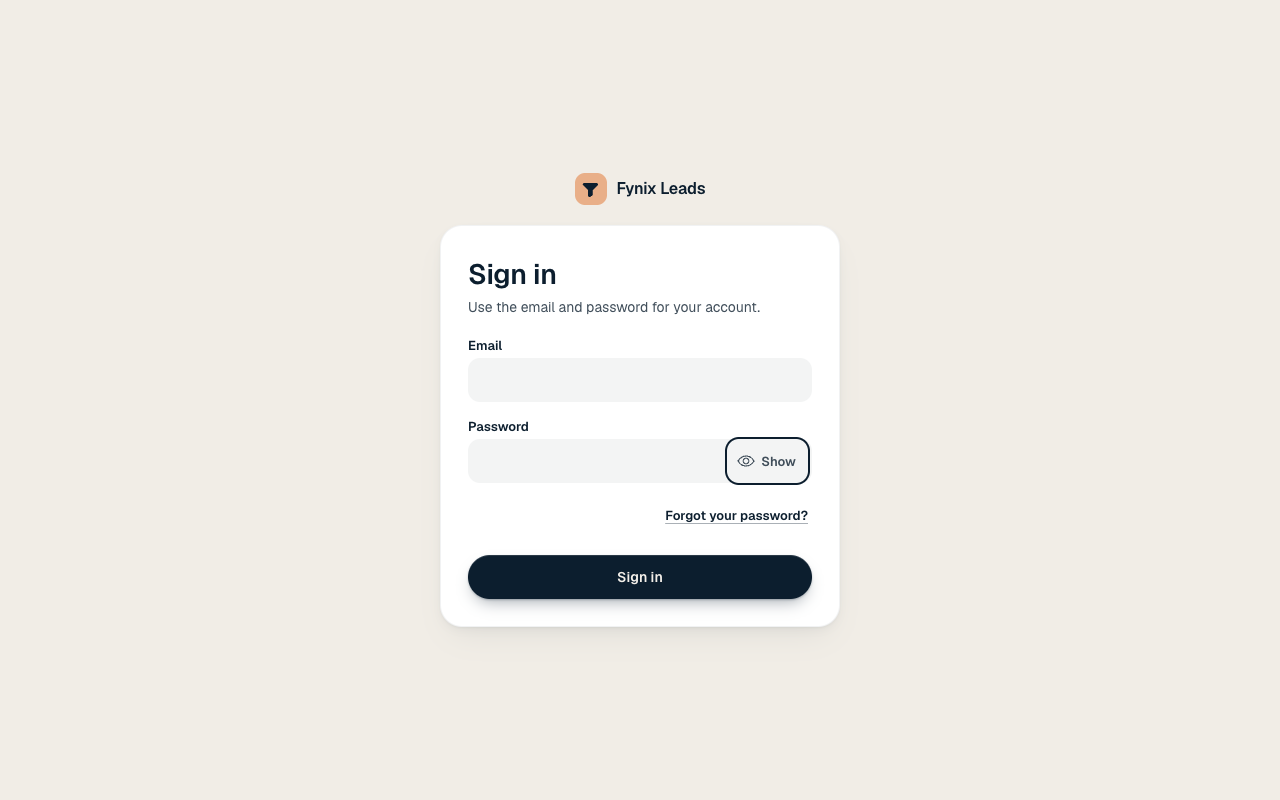 Fynix Leads
Sign in
Use the email and password for your account.
Email
Password
Show
Forgot your password?
Sign in